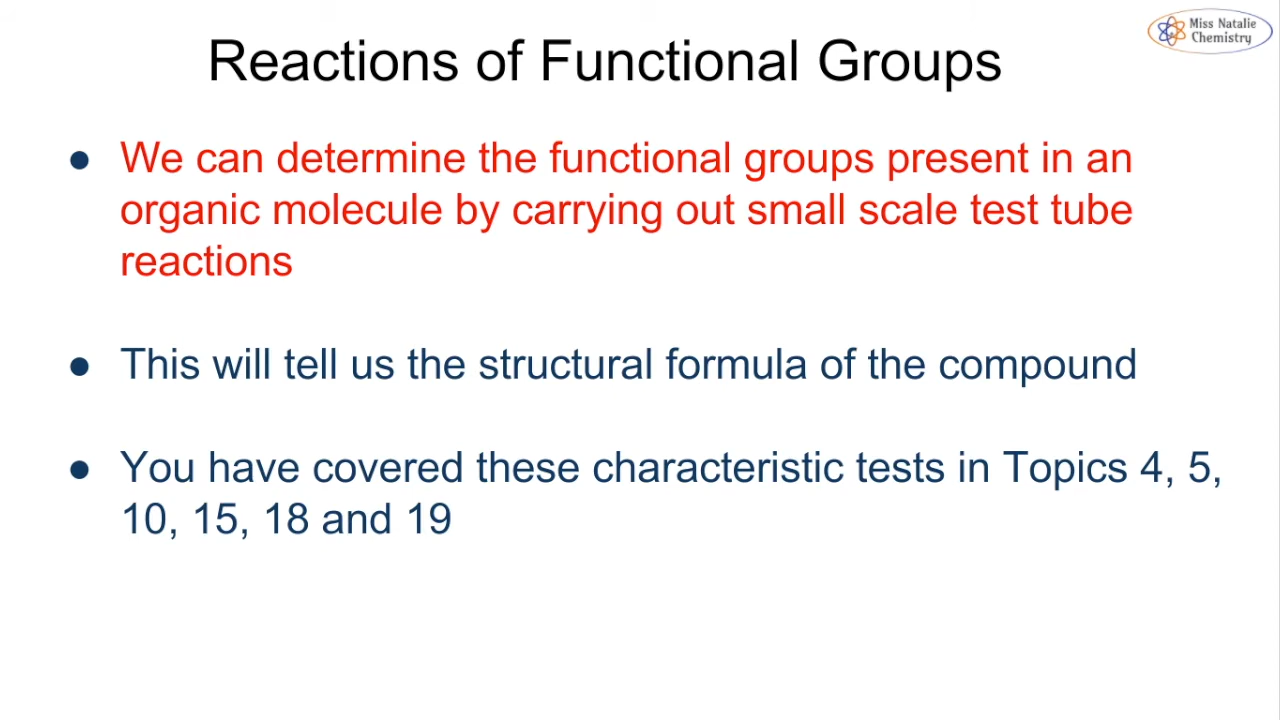 Miss Natalie
Chemistry
Reactions of Functional Groups
● We can determine the functional groups present in an
organic molecule by carrying out small scale test tube
reactions
● This will tell us the structural formula of the compound
● You have covered these characteristic tests in Topics 4, 5,
10, 15, 18 and 19